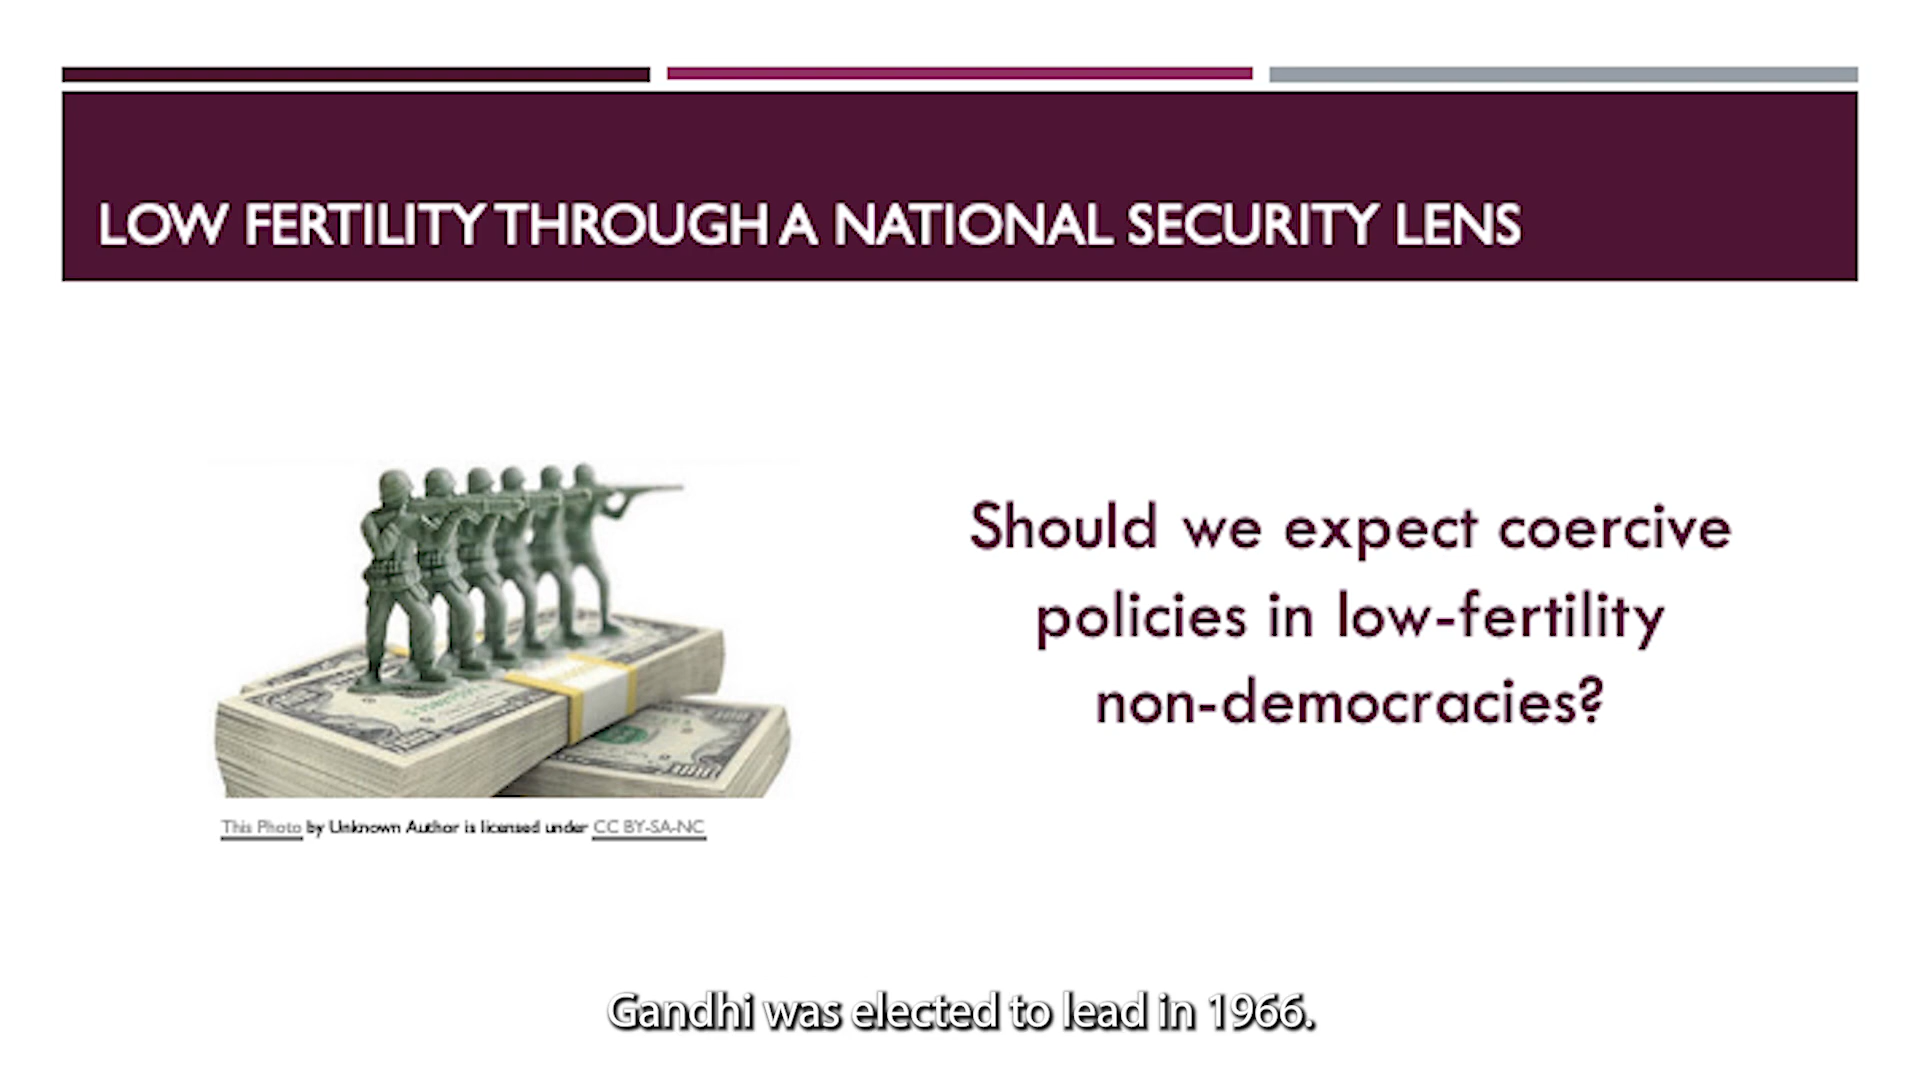 LOW FERTILITY THROUGH A NATIONAL SECURITY LENS
Should we expect coercive
policies in low-fertility
non-democracies?
This Photo by Unknown Author is licensed under CC BY-SA-NC
Gandhi was elected to lead in 1966.